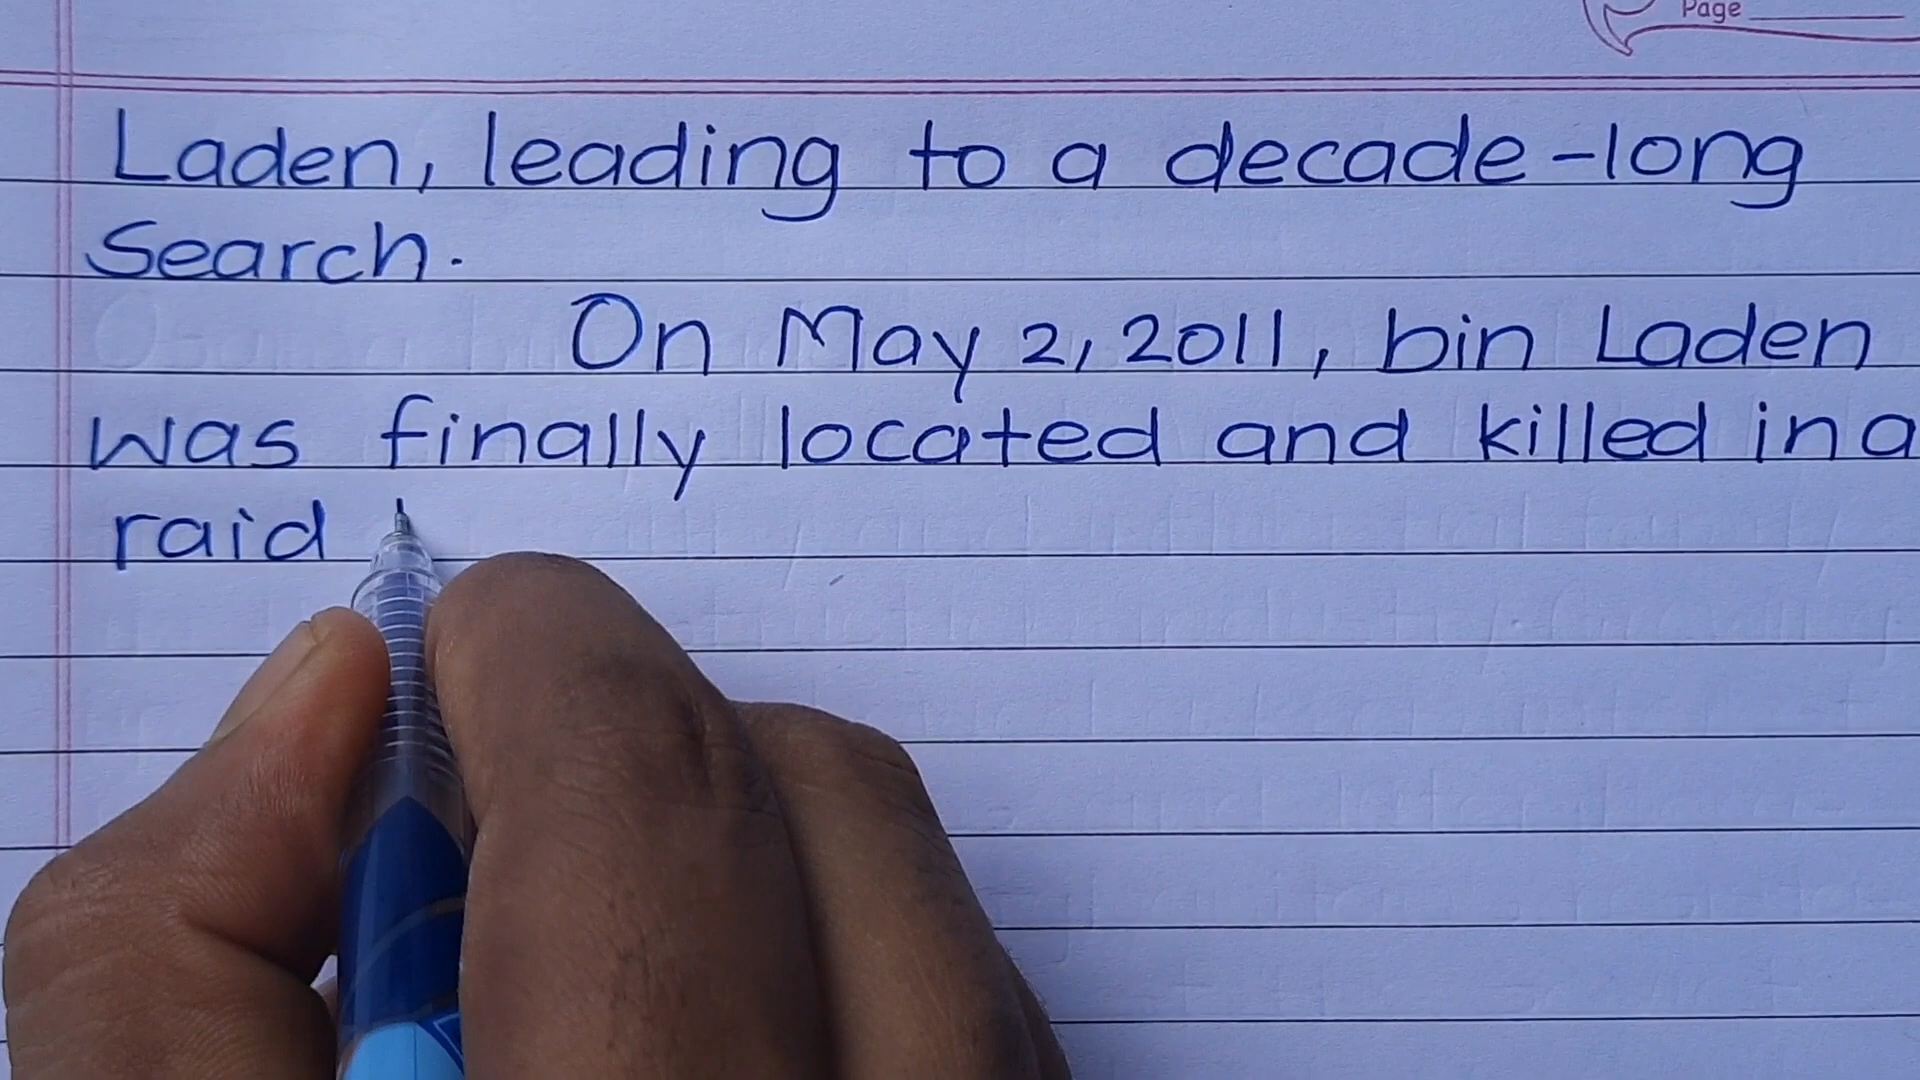 Page
Laden, leading to a decade-long
Search.
On May 2, 2011, bin Laden
was finally located and killed in a
raid